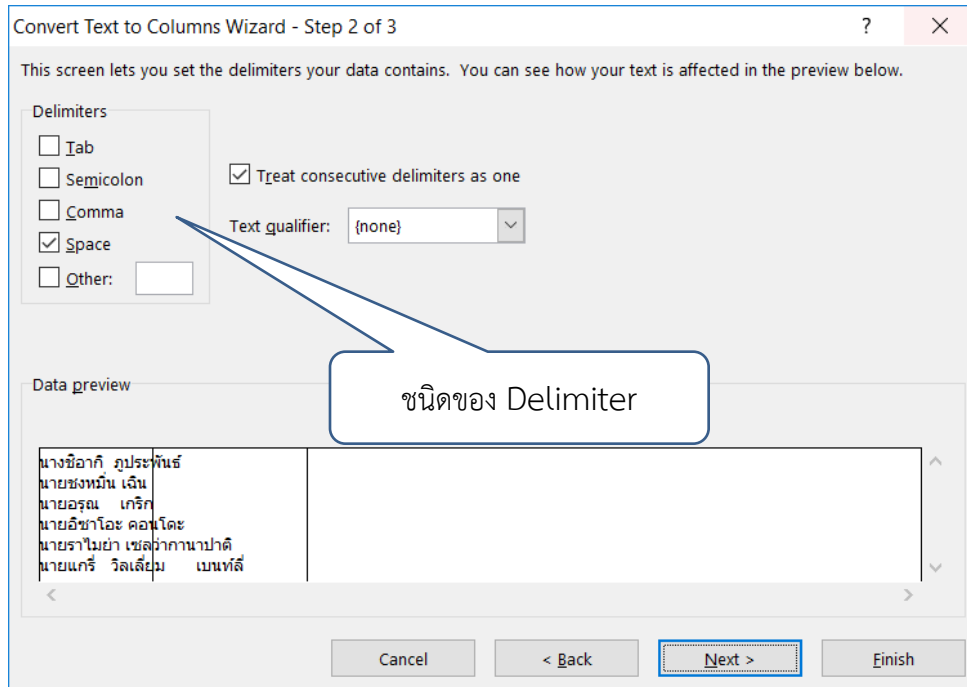 Convert Text to Columns Wizard - Step 2 of 3
This screen lets you set the delimiters your data contains. You can see how your text is affected in the preview below.
Delimiters
Tab
Semicolon
Comma
Space
Other:
Treat consecutive delimiters as one
Text qualifier: {none}
ชนิดของ Delimiter
Data preview
นางชิอากิ ภูประพันธ์
นายชงหมิ่น เฉิน
นายอรุณ เกริก
นายอิซาโอะ คอนโดะ
นายราไมย่า เซลว่ากานาปาติ
นายแกรี่ วิลเลี่ยม เบนท์ลี่
Cancel
< Back
Next >
Finish